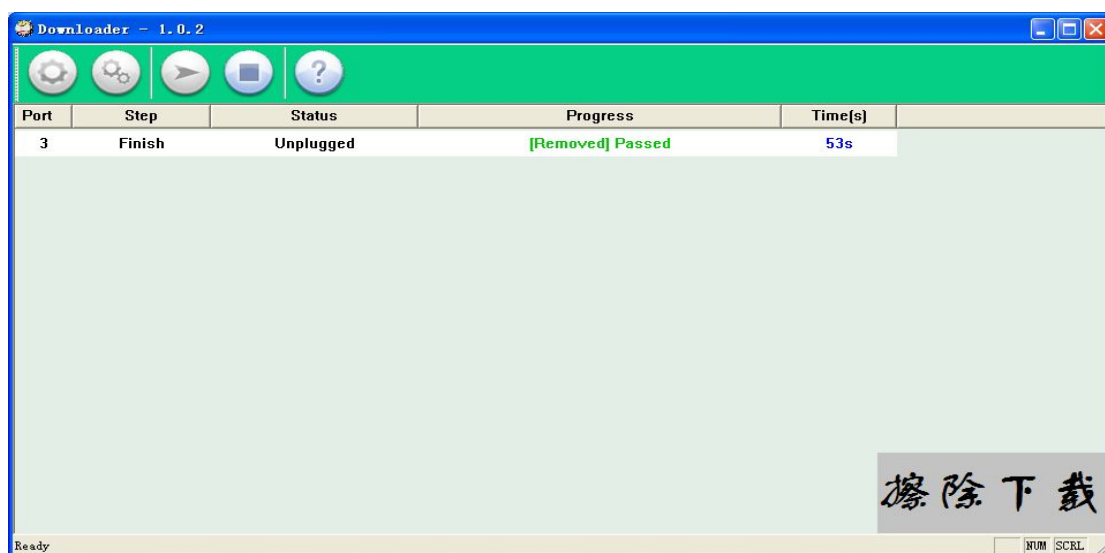 Downloader - 1.0.2
?
Port Step Status Progress Time(s)
3 Finish Unplugged [Removed] Passed 53s
擦除下载
Ready NUM SCRL